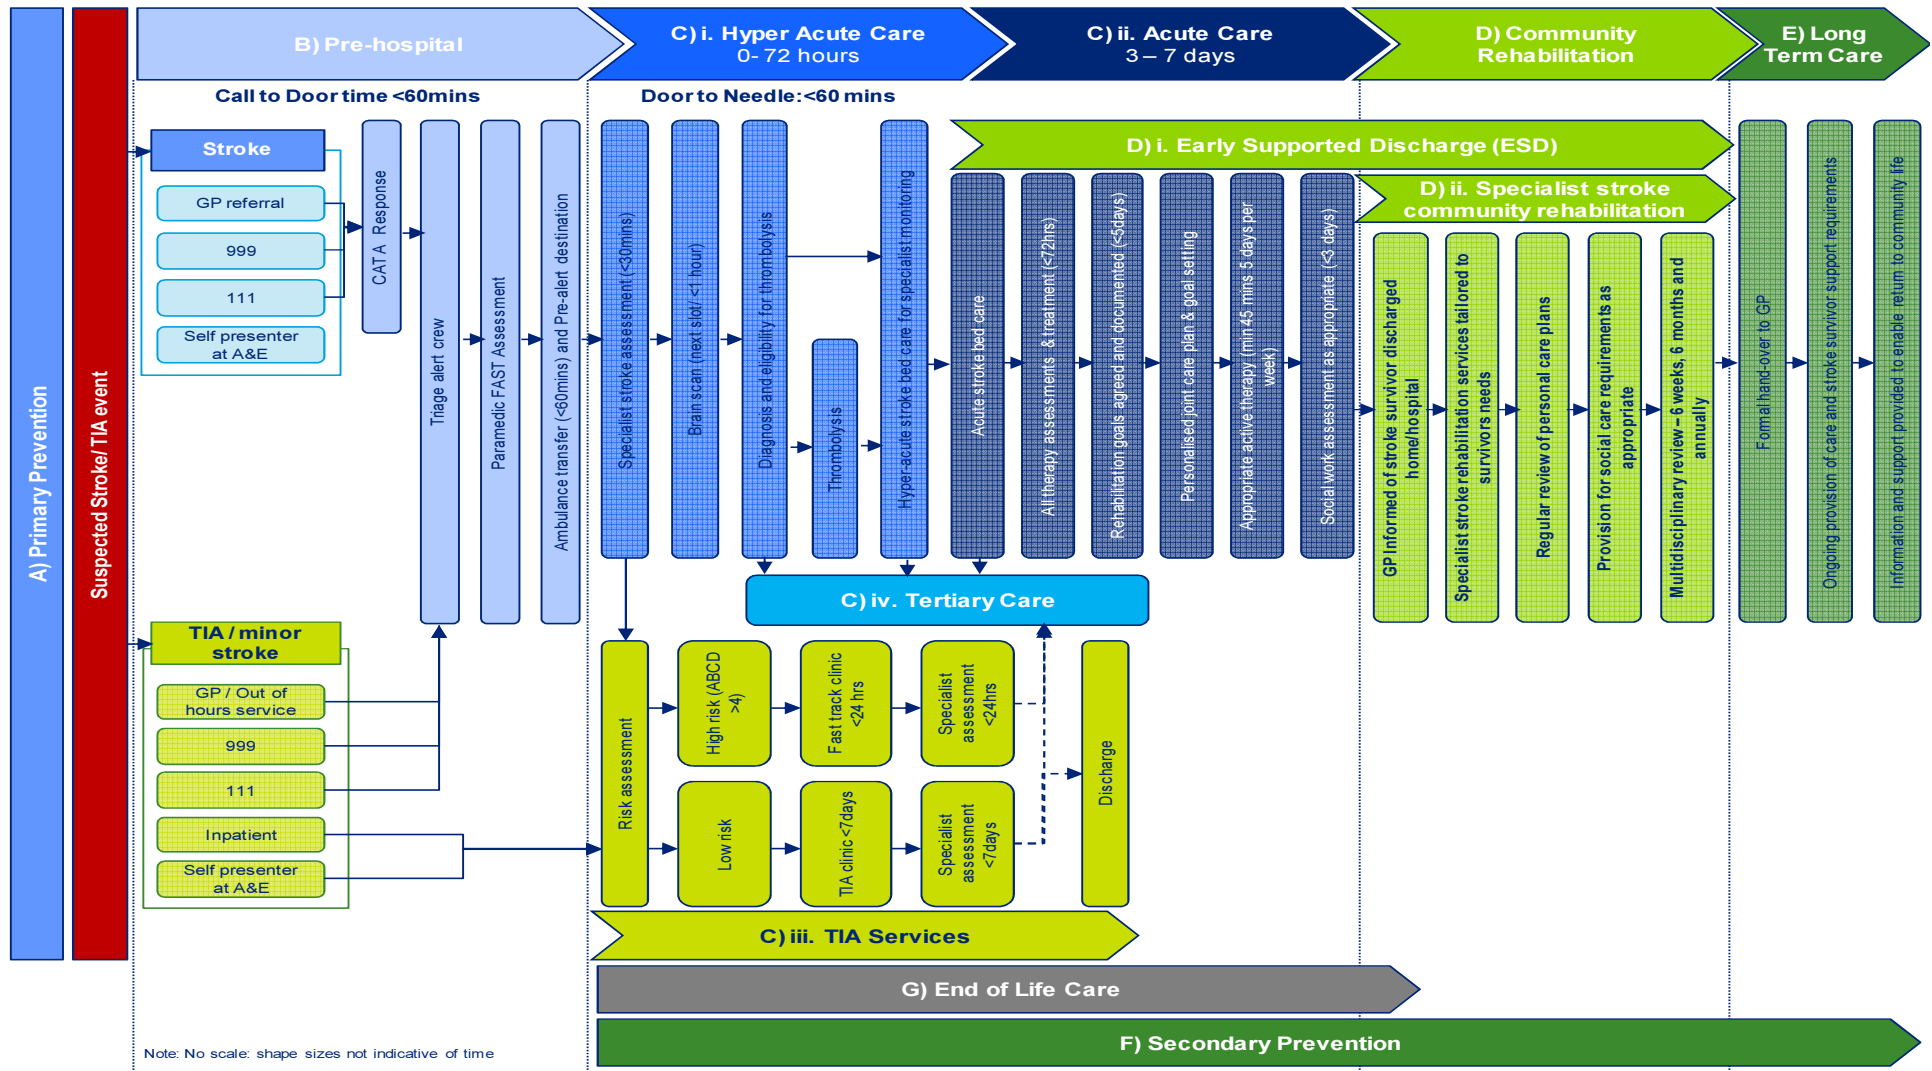 A) Primary Prevention
Suspected Stroke/ TIA event
B) Pre-hospital
C) i. Hyper Acute Care
0- 72 hours
C) ii. Acute Care
3 – 7 days
D) Community
Rehabilitation
E) Long
Term Care
Call to Door time <60mins
Door to Needle: <60 mins
Stroke
GP referral
999
111
Self presenter
at A&E
CAT A Response
Triage alert crew
Paramedic FAST Assessment
Ambulance transfer (<60mins) and Pre-alert destination
Specialist stroke assessment (<30mins)
Brain scan (next slot/ <1 hour)
Diagnosis and eligibility for thrombolysis
Thrombolysis
Hyper-acute stroke bed care for specialist monitoring
D) i. Early Supported Discharge (ESD)
Acute stroke bed care
All therapy assessments & treatment (<72hrs)
Rehabilitation goals agreed and documented (<5days)
Personalised joint care plan & goal setting
Appropriate active therapy (min 45 mins 5 days per
week)
Social work assessment as appropriate (<3 days)
D) ii. Specialist stroke
community rehabilitation
GP Informed of stroke survivor discharged
home/hospital
Specialist stroke rehabilitation services tailored to
survivors needs
Regular review of personal care plans
Provision for social care requirements as
appropriate
Multidisciplinary review – 6 weeks, 6 months and
annually
Formal hand-over to GP
Ongoing provision of care and stroke survivor support requirements
Information and support provided to enable return to community life
C) iv. Tertiary Care
TIA / minor
stroke
GP / Out of
hours service
999
111
Inpatient
Self presenter
at A&E
Risk assessment
High risk (ABCD
>4)
Fast track clinic
<24 hrs
Specialist
assessment
<24hrs
Low risk
TIA clinic <7days
Specialist
assessment
<7days
Discharge
C) iii. TIA Services
G) End of Life Care
F) Secondary Prevention
Note: No scale: shape sizes not indicative of time